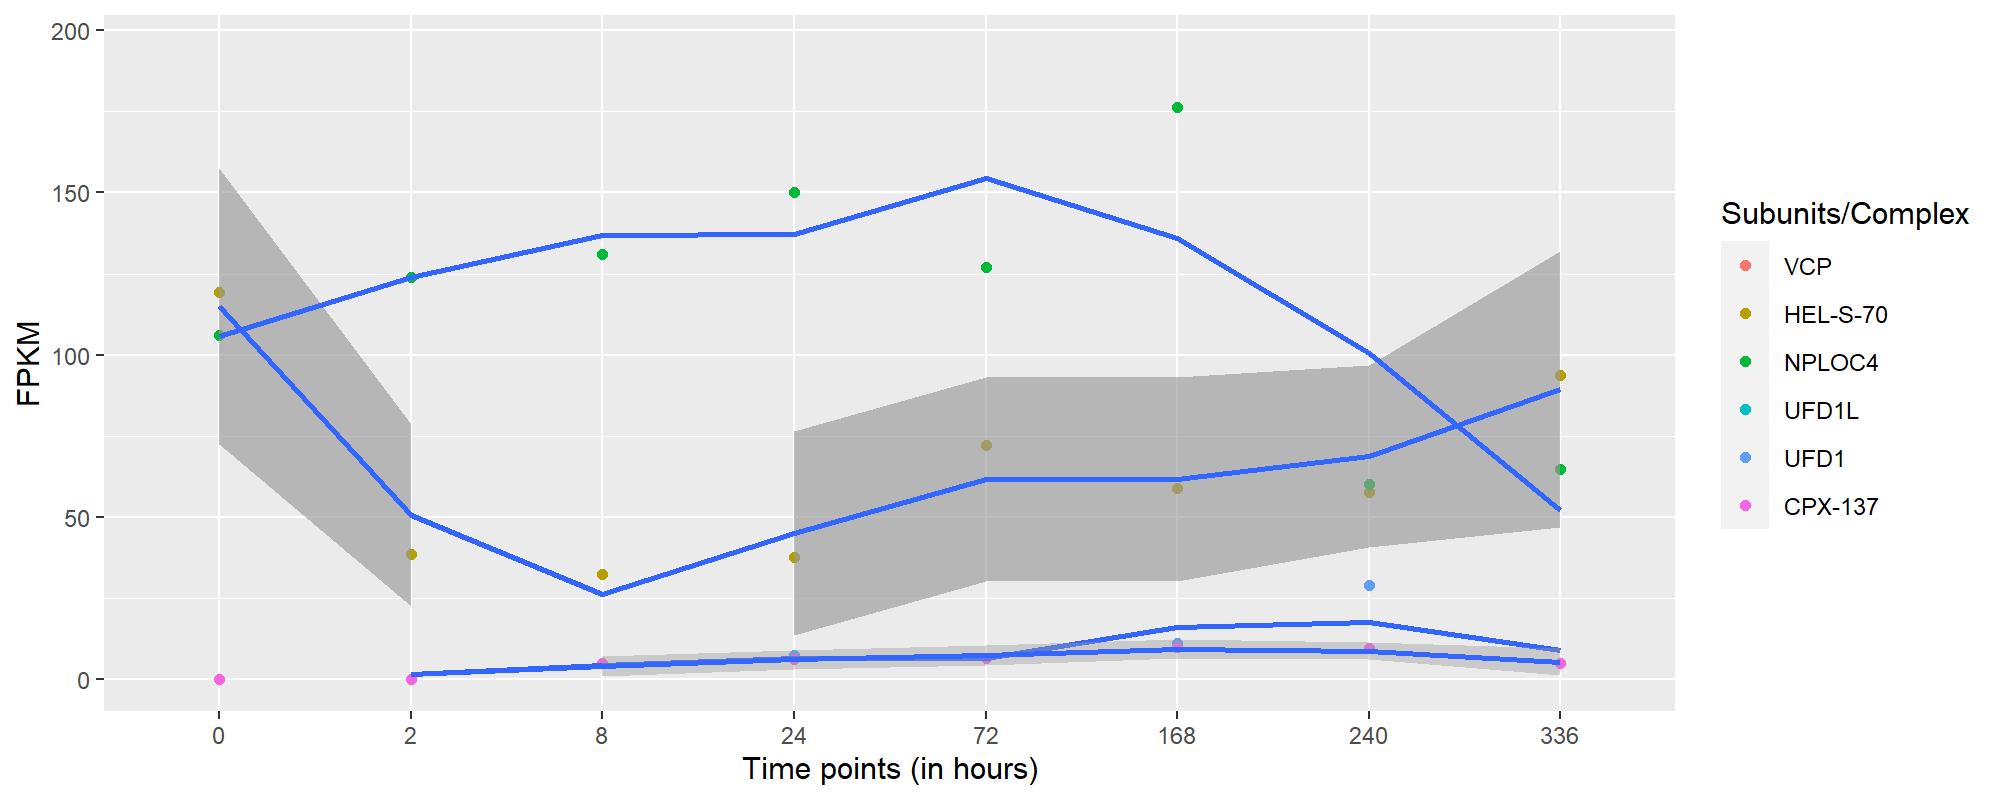 200
150
100
50
0
FPKM
0 2 8 24 72 168 240 336
Time points (in hours)
Subunits/Complex
VCP
HEL-S-70
NPLOC4
UFD1L
UFD1
CPX-137